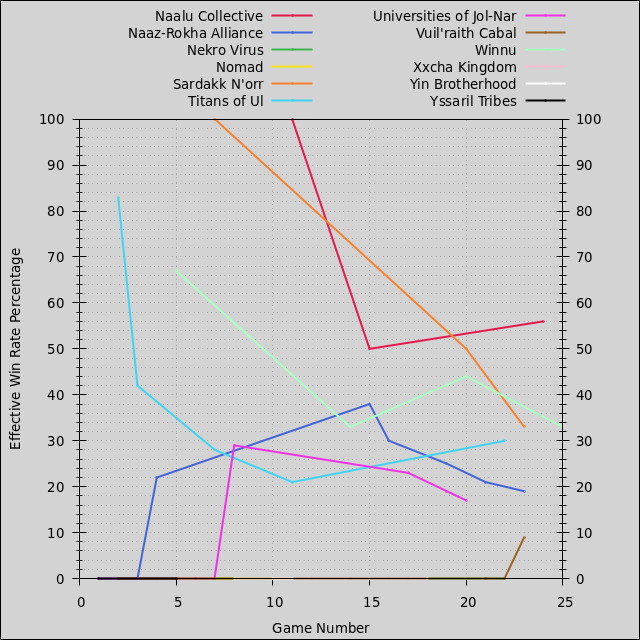 Naalu Collective
Naaz-Rokha Alliance
Nekro Virus
Nomad
Sardakk N'orr
Titans of Ul
Universities of Jol-Nar
Vuil'raith Cabal
Winnu
Xxcha Kingdom
Yin Brotherhood
Yssaril Tribes
100 100
90 90
80 80
70 70
60 60
50 50
40 40
30 30
20 20
10 10
0 0
0 5 10 15 20 25
Effective Win Rate Percentage
Game Number